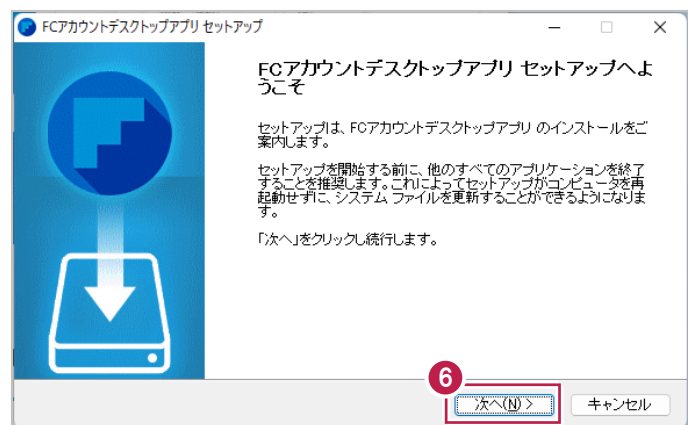 FCアカウントデスクトップアプリ セットアップ
FCアカウントデスクトップアプリ セットアップへよ
うこそ
セットアップは、FCアカウントデスクトップアプリ のインストールをご
案内します。
セットアップを開始する前に、他のすべてのアプリケーションを終了
することを推奨します。これによってセットアップがコンピュータを再
起動せずに、システム ファイルを更新することができるようになりま
す。
「次へ」をクリックし続行します。
6
次へ(N) >
キャンセル